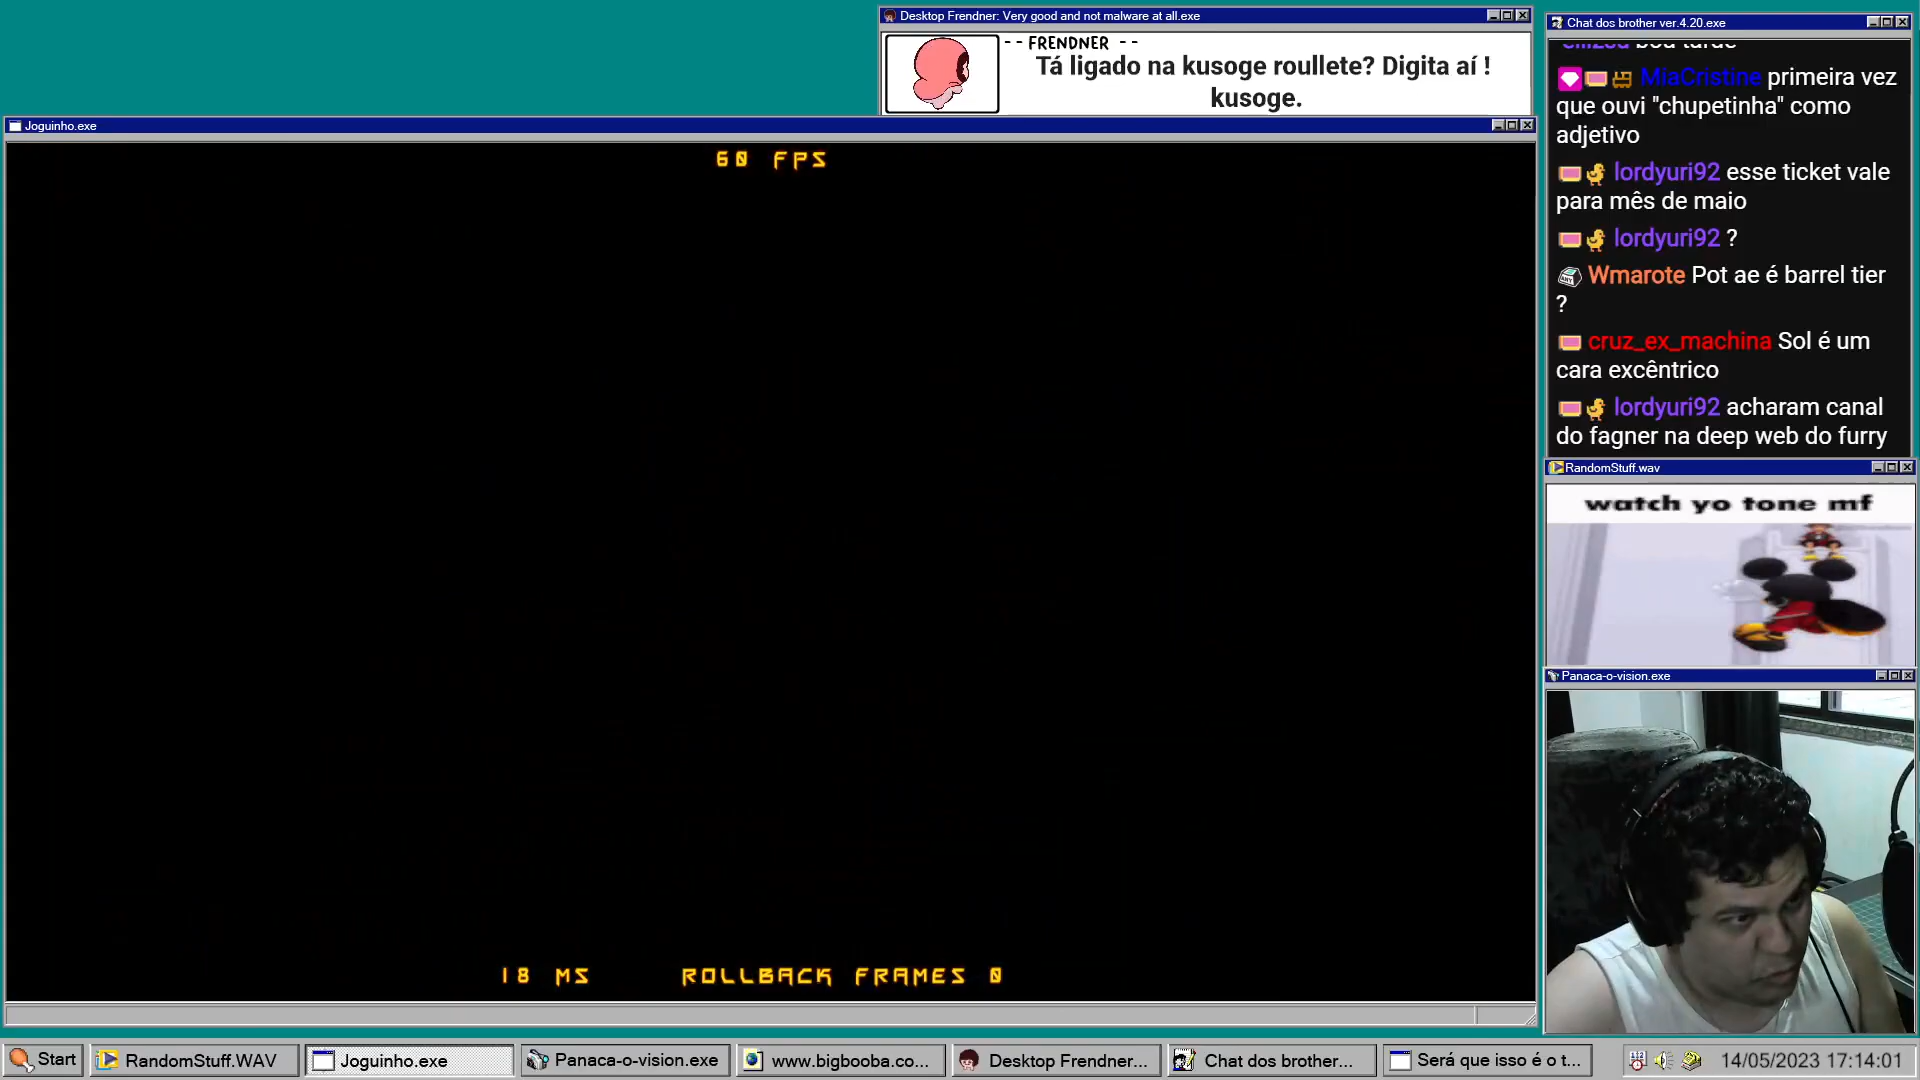 Desktop Frendner: Very good and not malware at all.exe
-- FRENDNER --
Tá ligado na kusoge roullete? Digita aí !
kusoge.
Joguinho.exe
60 FPS
18 MS ROLLBACK FRAMES 0
Chat dos brother ver.4.20.exe
boa tarde
MiaCristine primeira vez
que ouvi "chupetinha" como
adjetivo
lordyuri92 esse ticket vale
para mês de maio
lordyuri92 ?
Wmarote Pot ae é barrel tier
?
cruz_ex_machina Sol é um
cara excêntrico
lordyuri92 acharam canal
do fagner na deep web do furry
RandomStuff.wav
watch yo tone mf
Panaca-o-vision.exe
Start
RandomStuff.WAV
Joguinho.exe
Panaca-o-vision.exe
www.bigbooba.co...
Desktop Frendner...
Chat dos brother...
Será que isso é o t...
14/05/2023 17:14:01